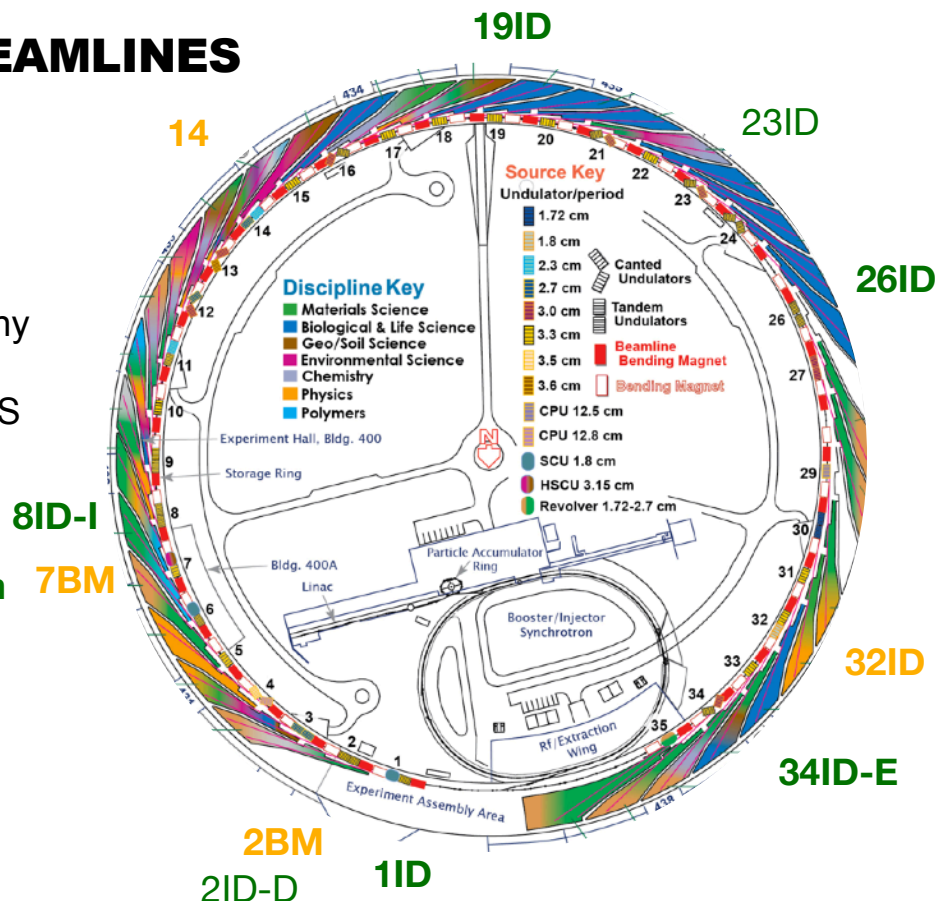 EAMLINES
19ID
14
23ID
26ID
ny
S
8ID-I
7BM
32ID
34ID-E
2BM
2ID-D
1ID
434
438
Source Key
Undulator/period
1.72 cm
1.8 cm
2.3 cm
2.7 cm
3.0 cm
3.3 cm
3.5 cm
3.6 cm
CPU 12.5 cm
CPU 12.8 cm
SCU 1.8 cm
HSCU 3.15 cm
Revolver 1.72-2.7 cm
Canted
Undulators
Tandem
Undulators
Beamline
Bending Magnet
Bending Magnet
Discipline Key
Materials Science
Biological & Life Science
Geo/Soil Science
Environmental Science
Chemistry
Physics
Polymers
N
Experiment Hall, Bldg. 400
Storage Ring
Bldg. 400A
Linac
Particle Accumulator
Ring
Booster/Injector
Synchrotron
Rf/Extraction
Wing
Experiment Assembly Area
1
2
3
4
5
6
7
8
9
10
11
12
13
14
15
16
17
18
19
20
21
22
23
24
26
27
29
30
31
32
33
34
35